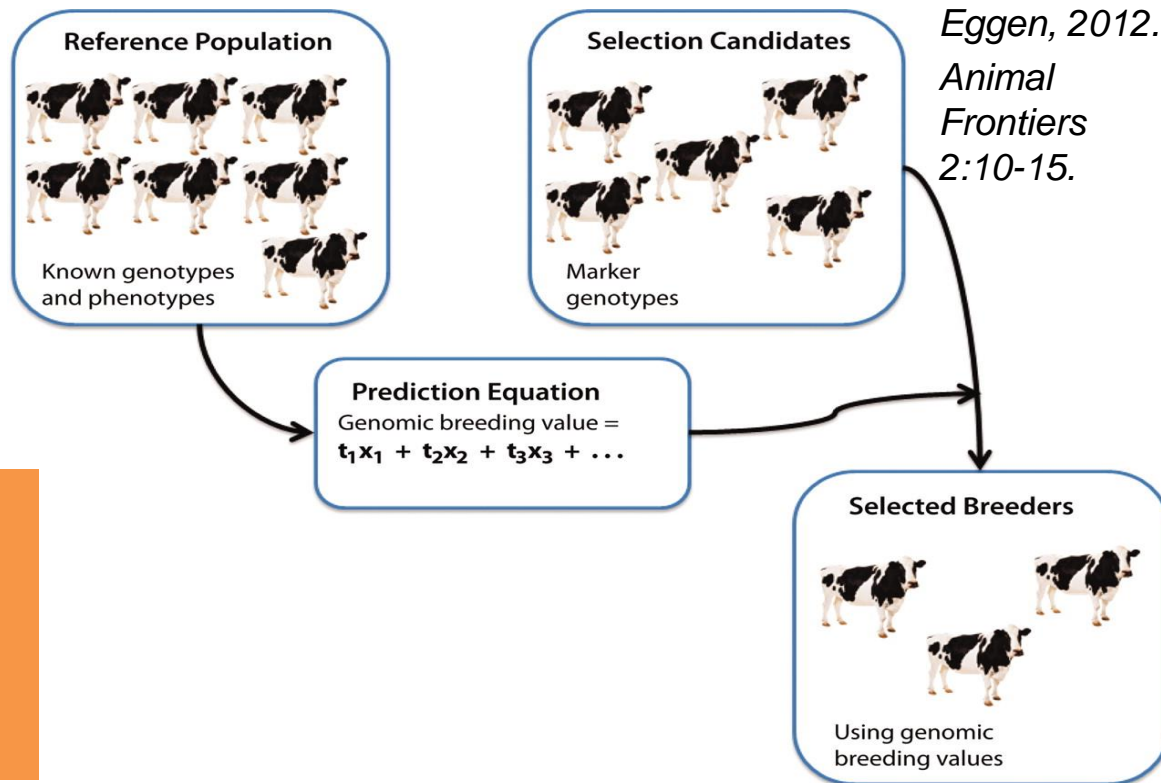 Reference Population
Known genotypes
and phenotypes
Selection Candidates
Marker
genotypes
Eggen, 2012.
Animal
Frontiers
2:10-15.
Prediction Equation
Genomic breeding value =
t₁x₁ + t₂x₂ + t₃x₃ + ...
Selected Breeders
Using genomic
breeding values